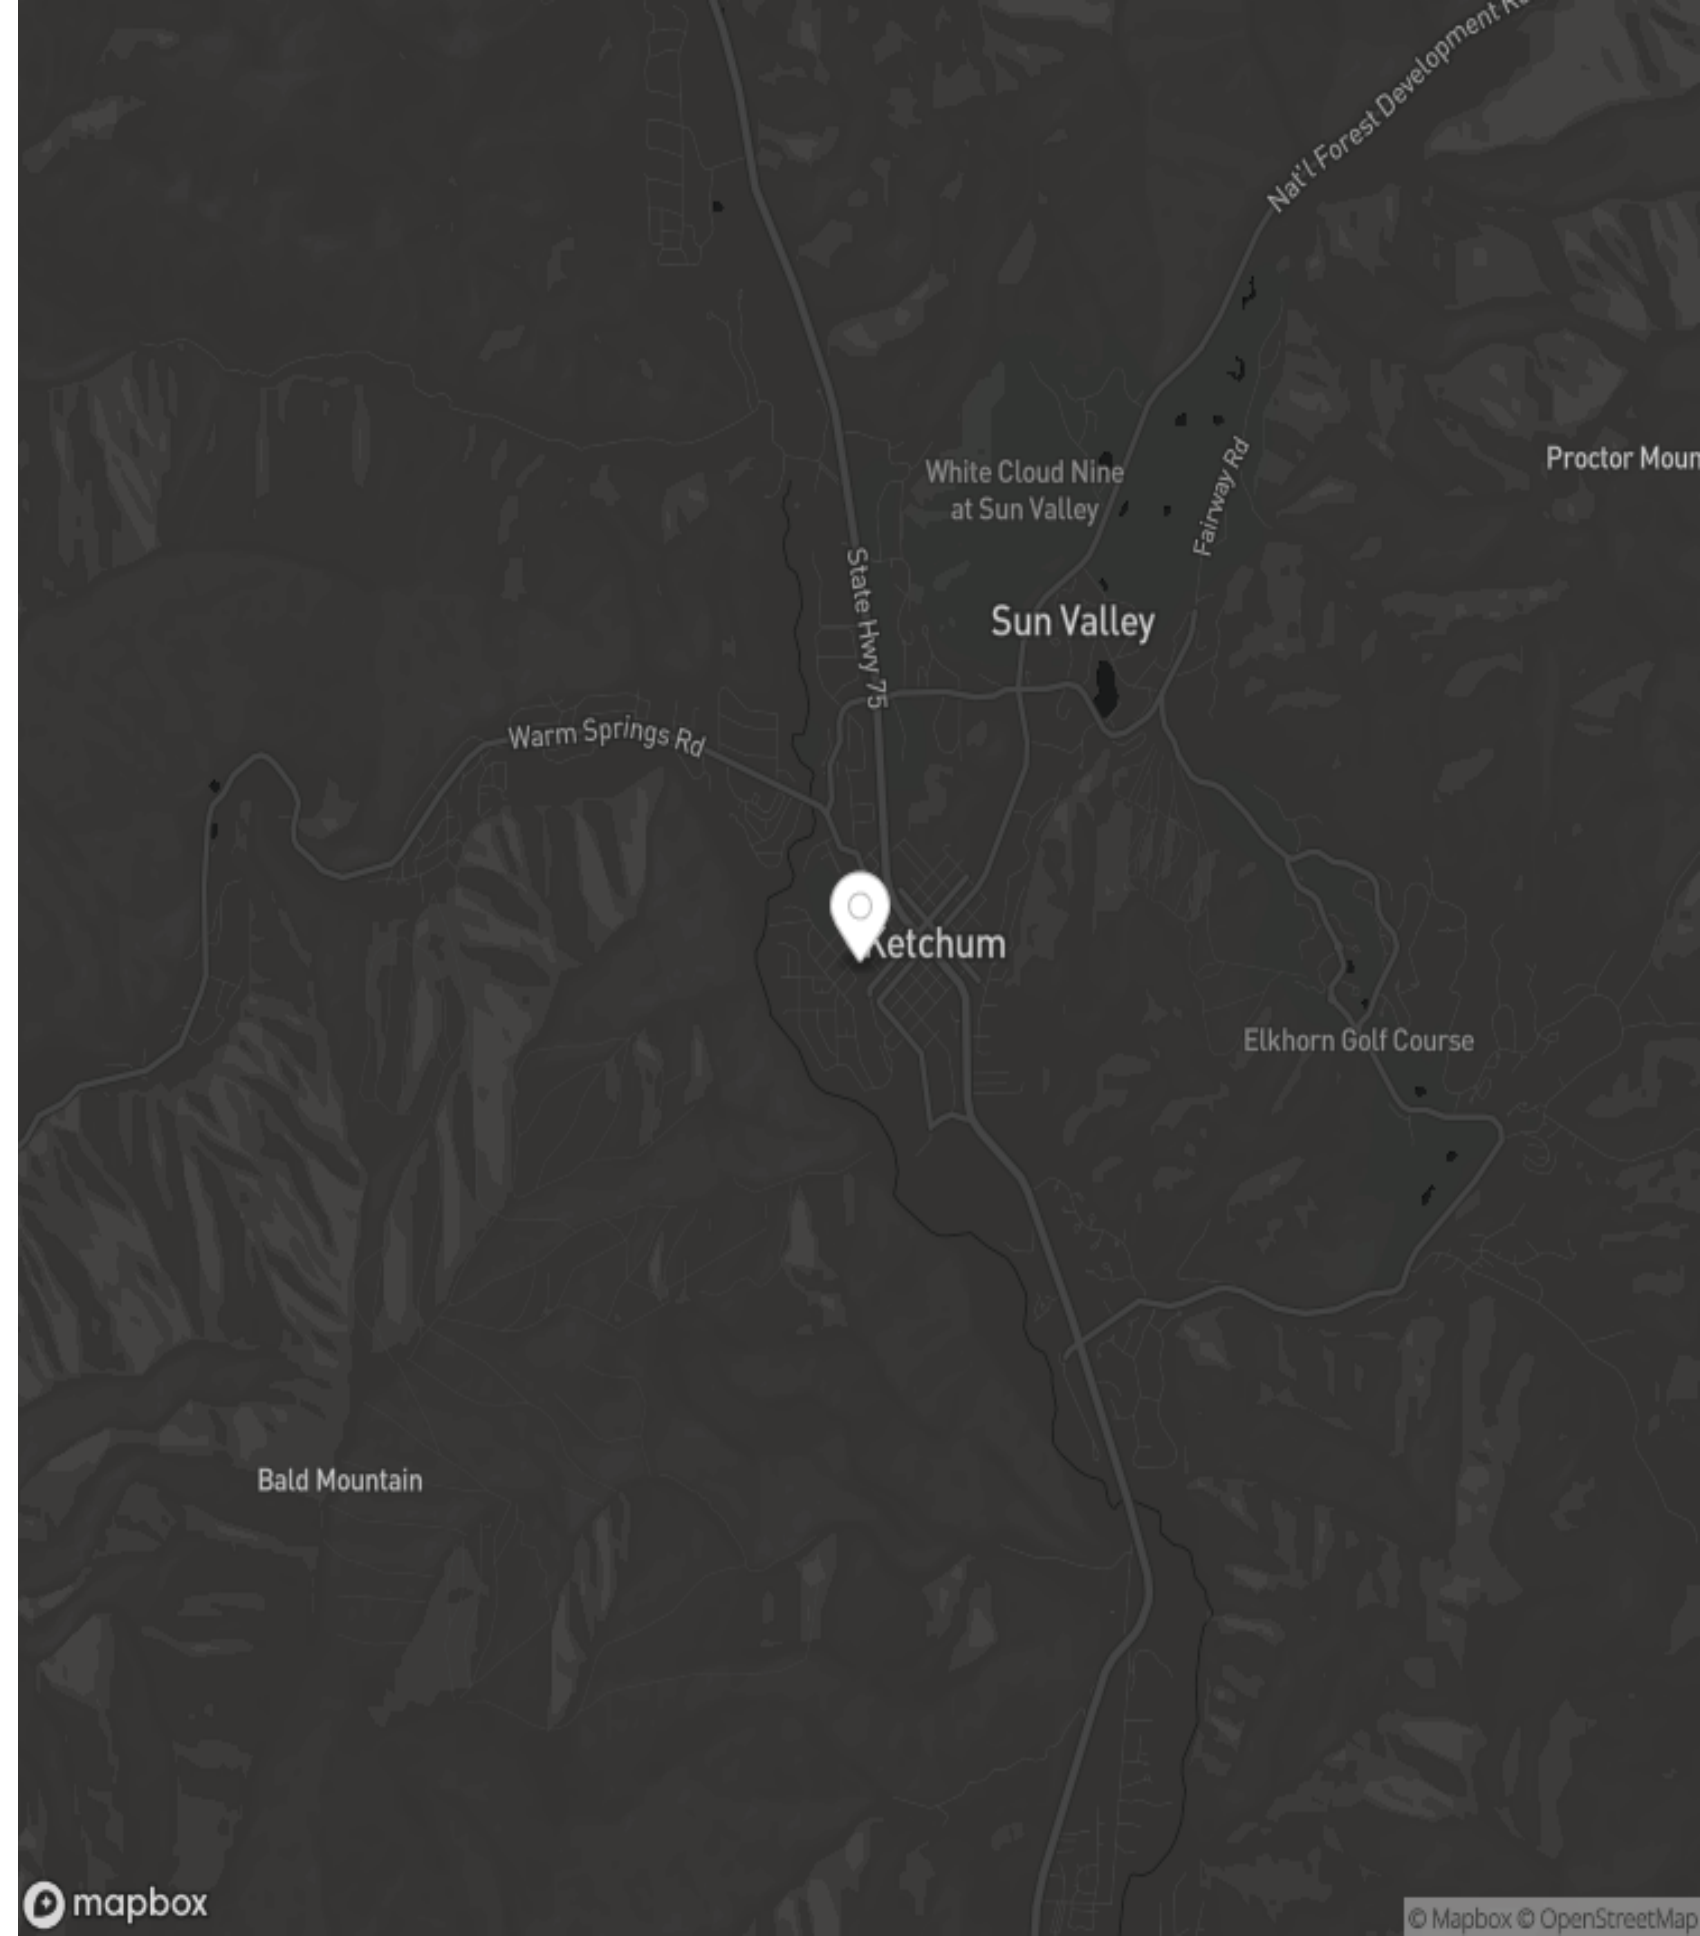 Nat'l Forest Development
Proctor
White Cloud Nine
at Sun Valley
Fairway Rd
State Hwy 75
Sun Valley
Warm Springs Rd
Ketchum
Elkhorn Golf Course
Bald Mountain
mapbox
© Mapbox © OpenStreetMap